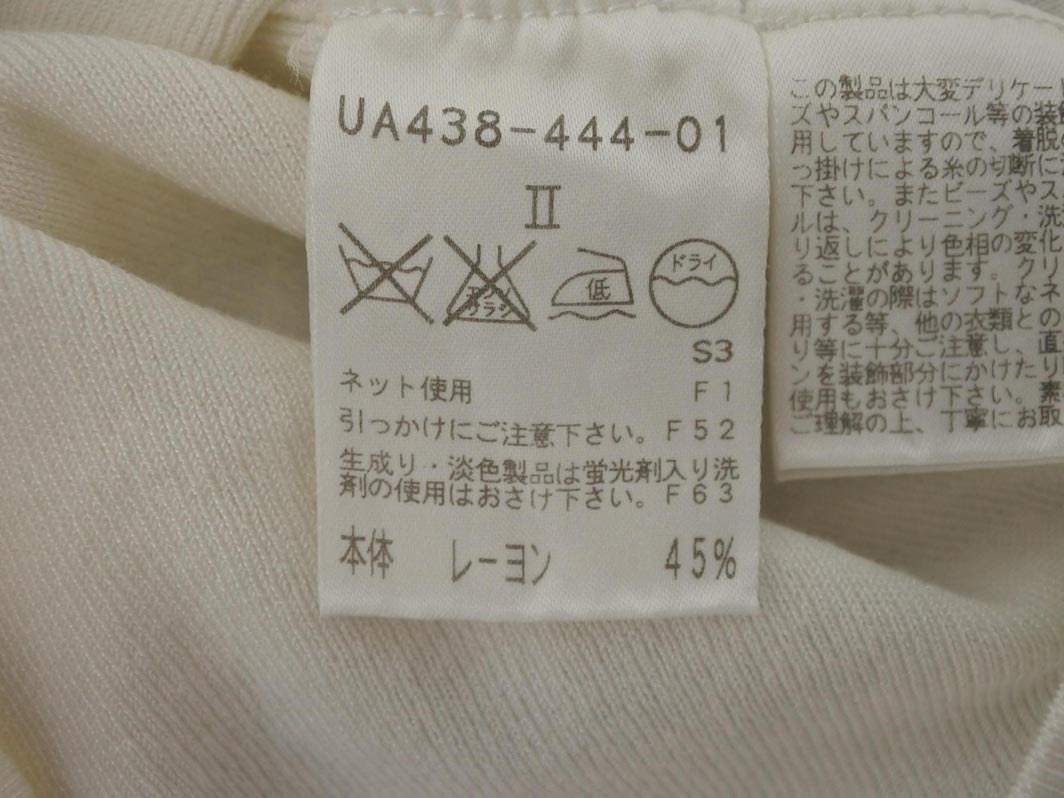 UA438-444-01
II
エンソ
サラシ
低
ドライ
S3
ネット使用 F1
引っかけにご注意下さい。F52
生成り・淡色製品は蛍光剤入り洗
剤の使用はおさけ下さい。F63
本体 レーヨン 45%
この製品は大変デリケー
ズやスパンコール等の装
用していますので、着脱
っ掛けによる糸の切断に
下さい。またビーズやス
ルは、クリーニング・洗
り返しにより色相の変化
ることがあります。クリ
・洗濯の際はソフトなネ
用する等、他の衣類との
り等に十分ご注意し、直
ンを装飾部分にかけたり
使用もおさけ下さい。素
ご理解の上、丁寧にお取